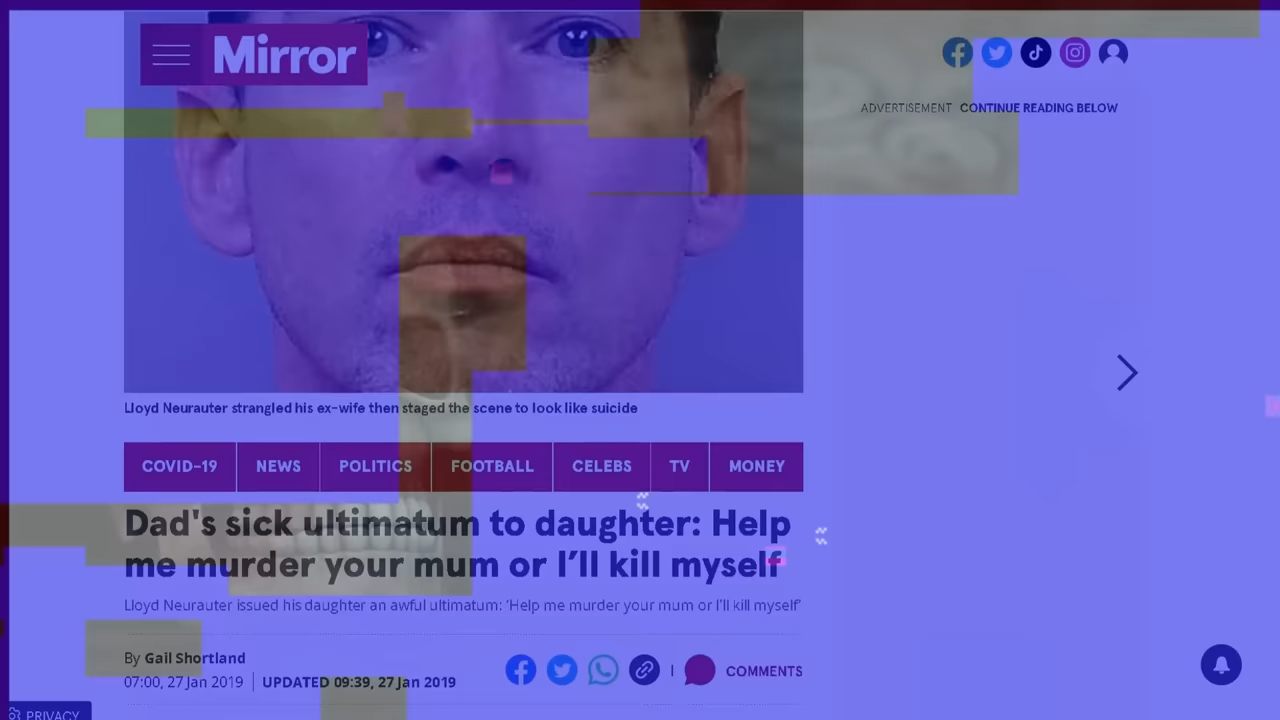 Mirror
ADVERTISEMENT CONTINUE READING BELOW
Lloyd Neurauter strangled his ex-wife then staged the scene to look like suicide
COVID-19 NEWS POLITICS FOOTBALL CELEBS TV MONEY
Dad's sick ultimatum to daughter: Help
me murder your mum or I’ll kill myself
Lloyd Neurauter issued his daughter an awful ultimatum: ‘Help me murder your mum or I’ll kill myself’
By Gail Shortland
07:00, 27 Jan 2019 UPDATED 09:39, 27 Jan 2019
COMMENTS
PRIVACY